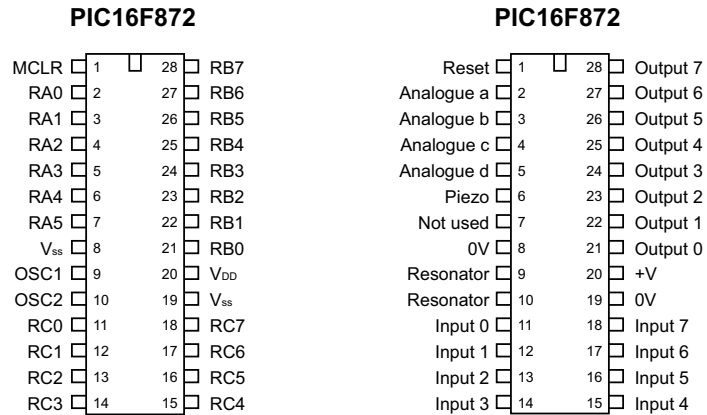 PIC16F872 PIC16F872
MCLR 1 28 RB7 Reset 1 28 Output 7
RA0 2 27 RB6 Analogue a 2 27 Output 6
RA1 3 26 RB5 Analogue b 3 26 Output 5
RA2 4 25 RB4 Analogue c 4 25 Output 4
RA3 5 24 RB3 Analogue d 5 24 Output 3
RA4 6 23 RB2 Piezo 6 23 Output 2
RA5 7 22 RB1 Not used 7 22 Output 1
Vss 8 21 RB0 0V 8 21 Output 0
OSC1 9 20 VDD Resonator 9 20 +V
OSC2 10 19 Vss Resonator 10 19 0V
RC0 11 18 RC7 Input 0 11 18 Input 7
RC1 12 17 RC6 Input 1 12 17 Input 6
RC2 13 16 RC5 Input 2 13 16 Input 5
RC3 14 15 RC4 Input 3 14 15 Input 4